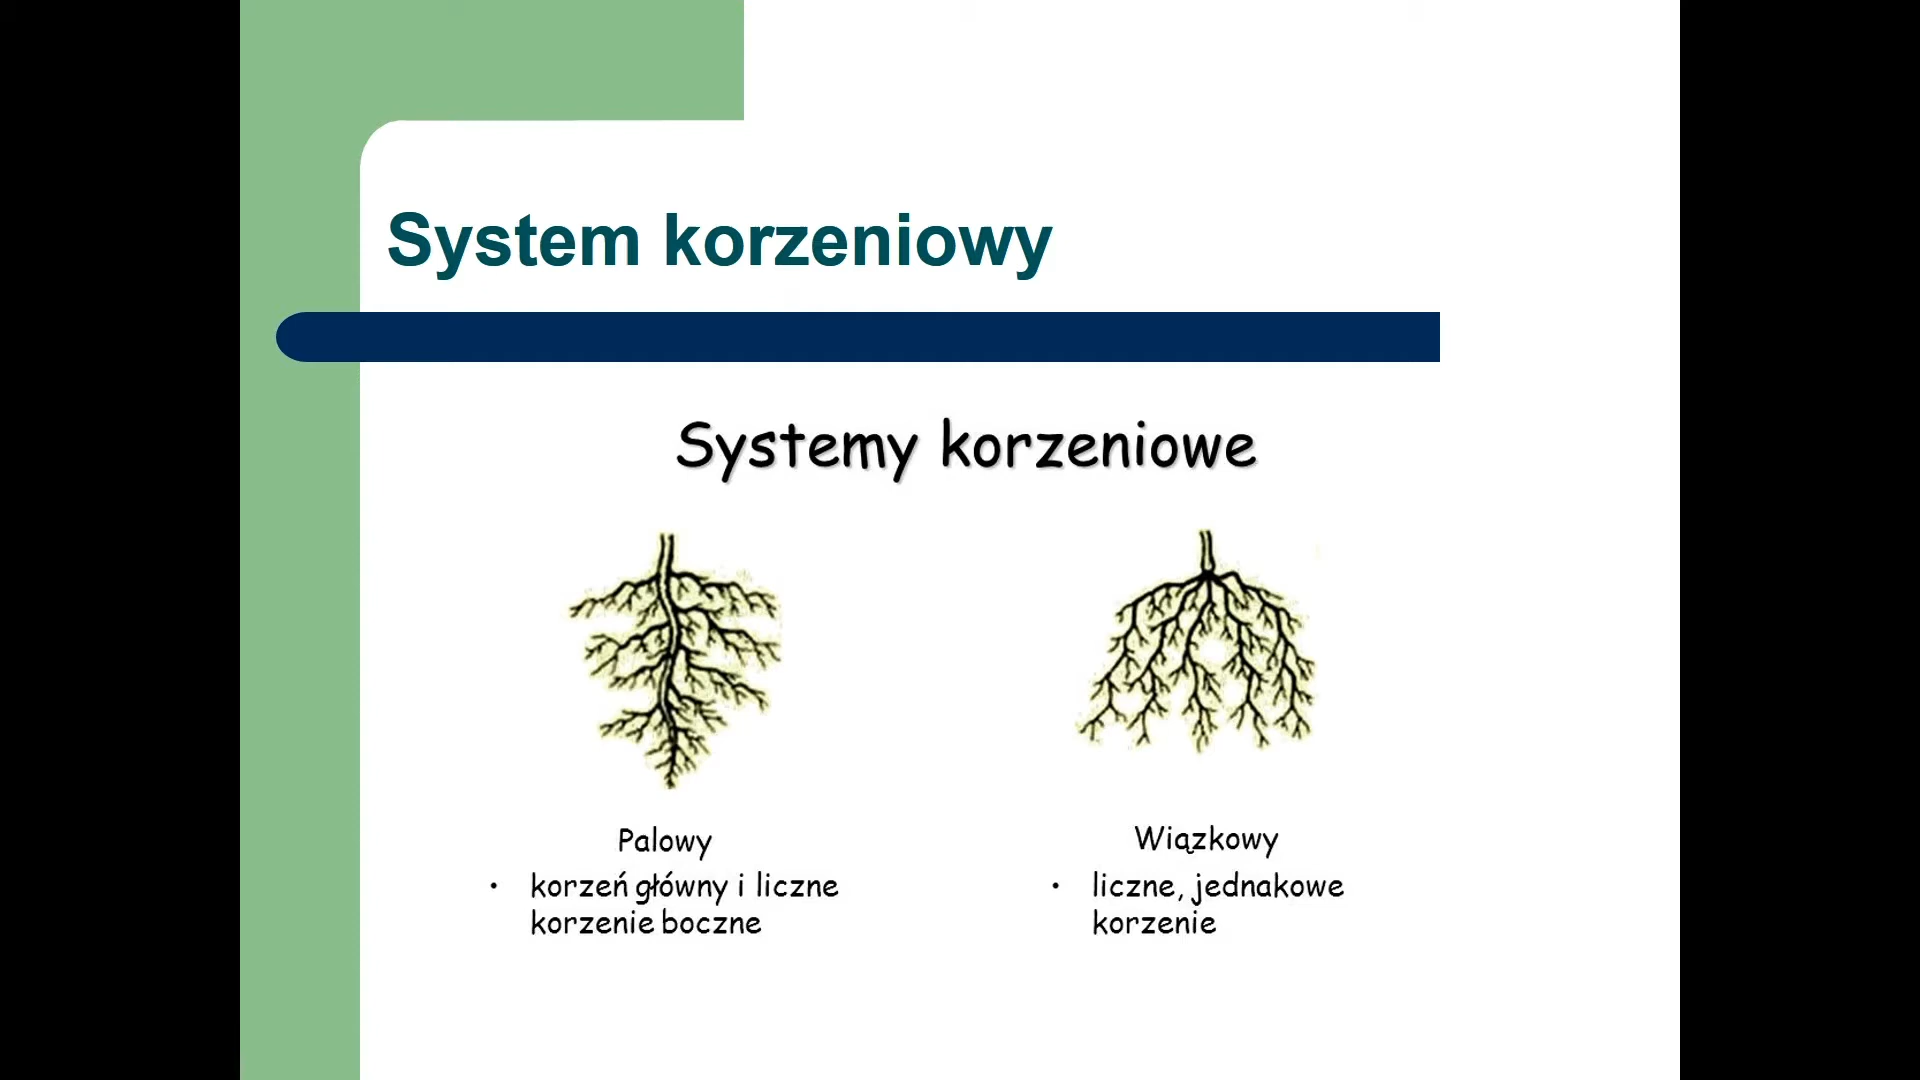 System korzeniowy
Systemy korzeniowe
Palowy
• korzeń główny i liczne
korzenie boczne
Wiązkowy
• liczne, jednakowe
korzenie